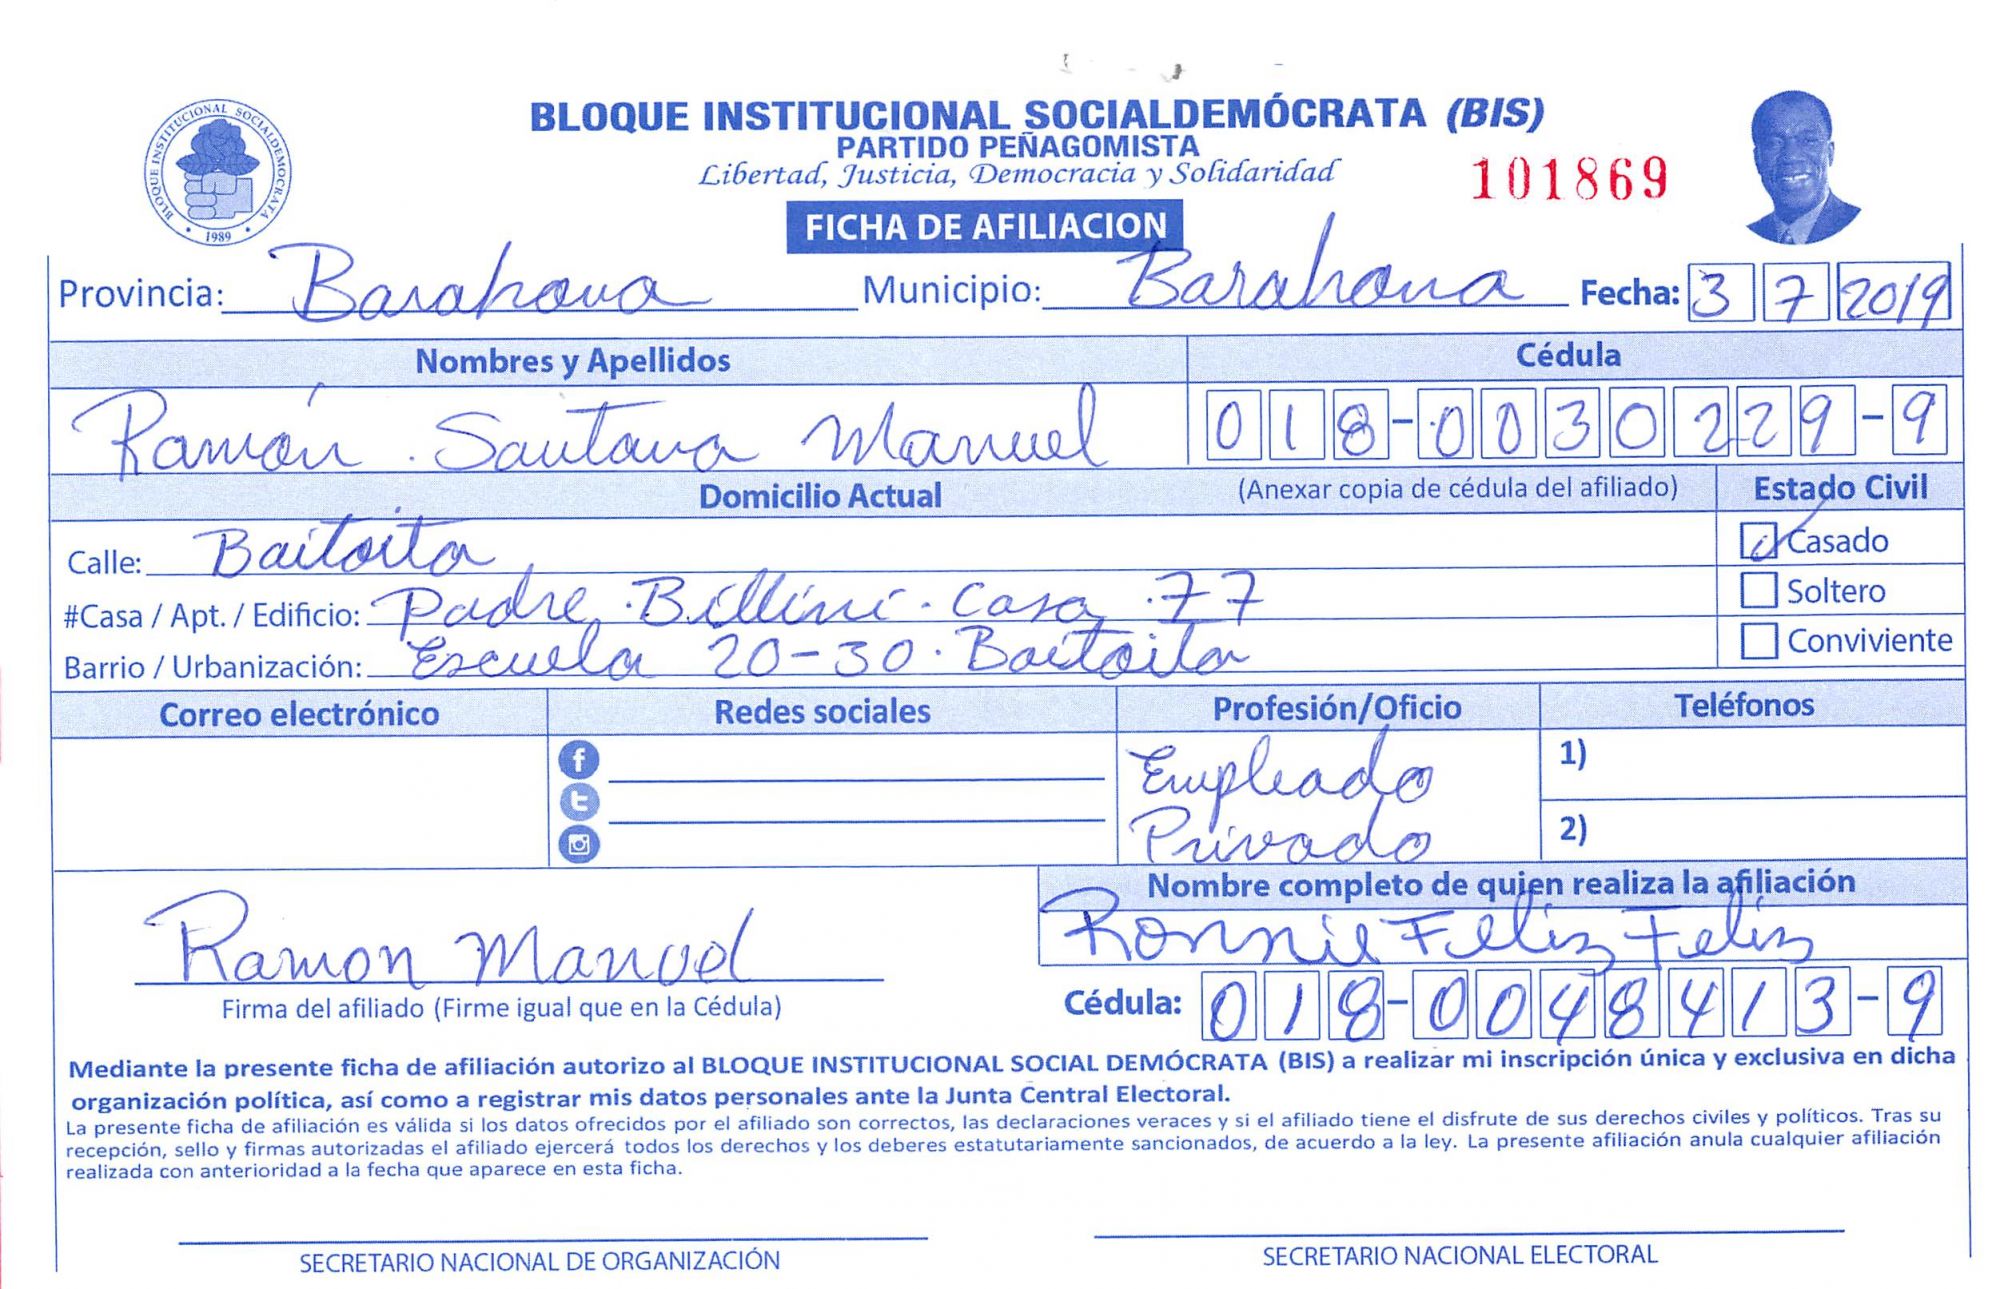 BLOQUE INSTITUCIONAL SOCIALDEMÓCRATA (BIS)
PARTIDO PEÑAGOMISTA
Libertad, Justicia, Democracia y Solidaridad
101869
BLOQUE INSTITUCIONAL SOCIALDEMOCRATA
1989
FICHA DE AFILIACION
Provincia: Barahona Municipio: Barahona Fecha: 3 7 2019
Nombres y Apellidos Cédula
Ramón. Santana Manuel 018-0030229-9
Domicilio Actual (Anexar copia de cédula del afiliado) Estado Civil
Calle: Baitoita Casado
#Casa / Apt. / Edificio: Padre. Billini. Casa. 77 Soltero
Barrio / Urbanización: Escuela 20-30. Baitoita Conviviente
Correo electrónico Redes sociales Profesión/Oficio Teléfonos
Empleado 1)
Privado 2)
Nombre completo de quien realiza la afiliación
Ramon Manuel Ronnie Feliz Feliz
Firma del afiliado (Firme igual que en la Cédula) Cédula: 018-0048413-9
Mediante la presente ficha de afiliación autorizo al BLOQUE INSTITUCIONAL SOCIAL DEMÓCRATA (BIS) a realizar mi inscripción única y exclusiva en dicha
organización política, así como a registrar mis datos personales ante la Junta Central Electoral.
La presente ficha de afiliación es válida si los datos ofrecidos por el afiliado son correctos, las declaraciones veraces y si el afiliado tiene el disfrute de sus derechos civiles y políticos. Tras su
recepción, sello y firmas autorizadas el afiliado ejercerá todos los derechos y los deberes estatutariamente sancionados, de acuerdo a la ley. La presente afiliación anula cualquier afiliación
realizada con anterioridad a la fecha que aparece en esta ficha.
SECRETARIO NACIONAL DE ORGANIZACIÓN SECRETARIO NACIONAL ELECTORAL